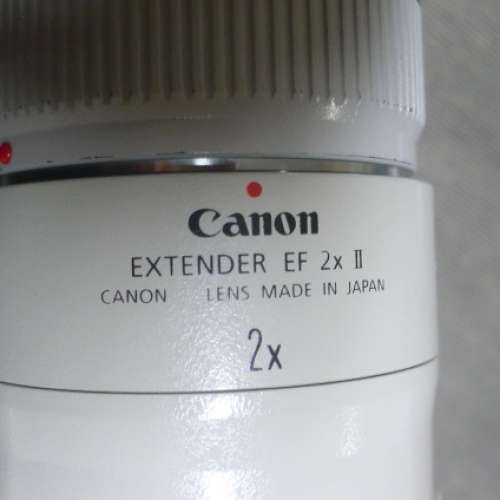 Canon
EXTENDER EF 2x II
CANON LENS MADE IN JAPAN
2x